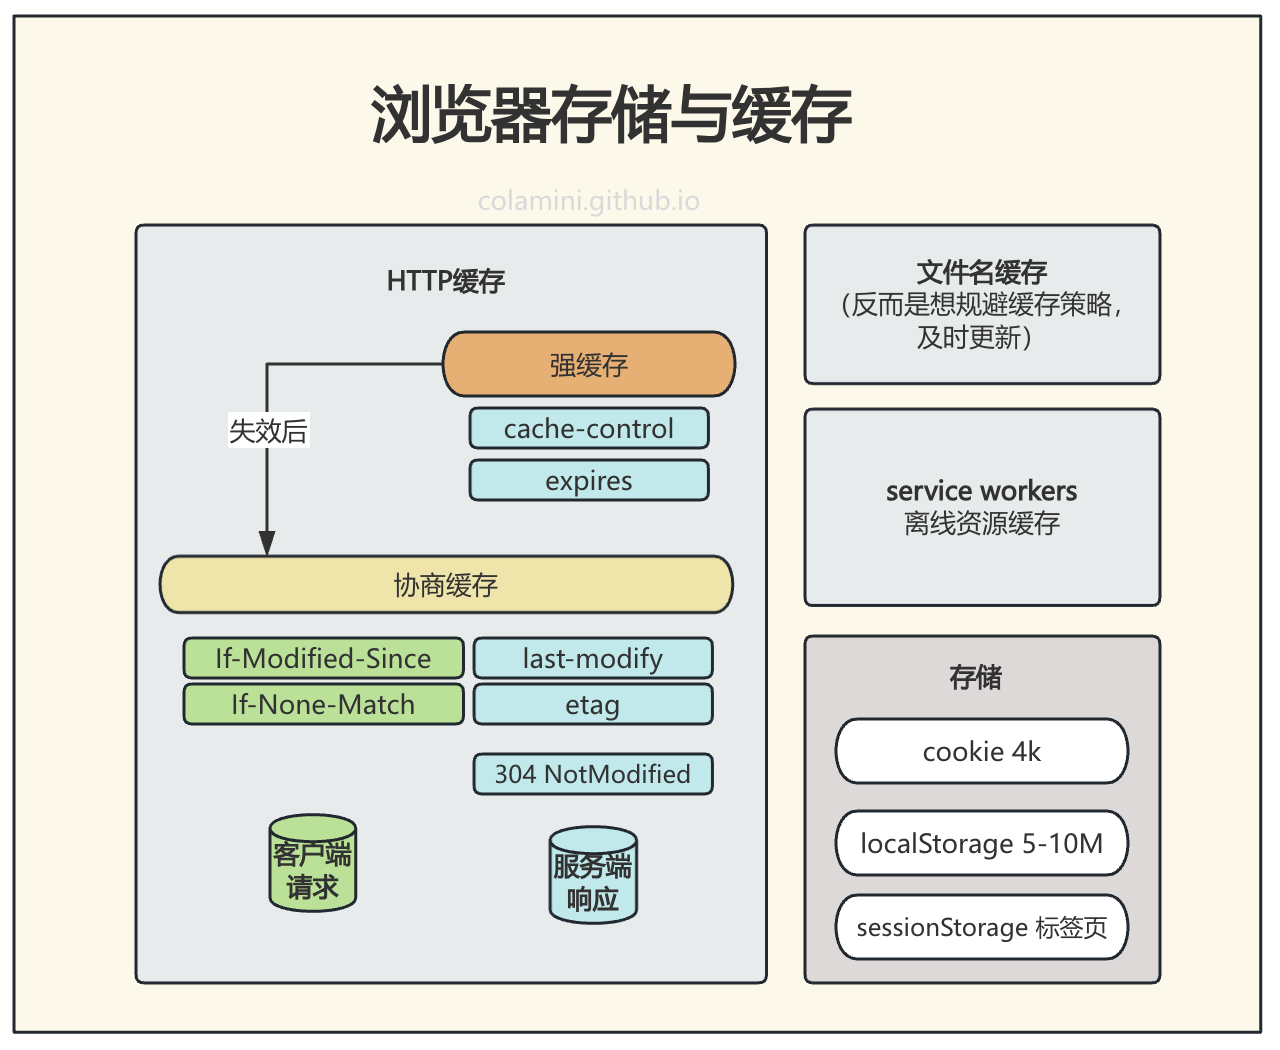 浏览器存储与缓存
colamini.github.io
HTTP缓存
强缓存
cache-control
失效后
expires
协商缓存
If-Modified-Since
last-modify
If-None-Match
etag
304 NotModified
客户端
请求
服务端
响应
文件名缓存
（反而是想规避缓存策略，
及时更新）
service workers
离线资源缓存
存储
cookie 4k
localStorage 5-10M
sessionStorage 标签页